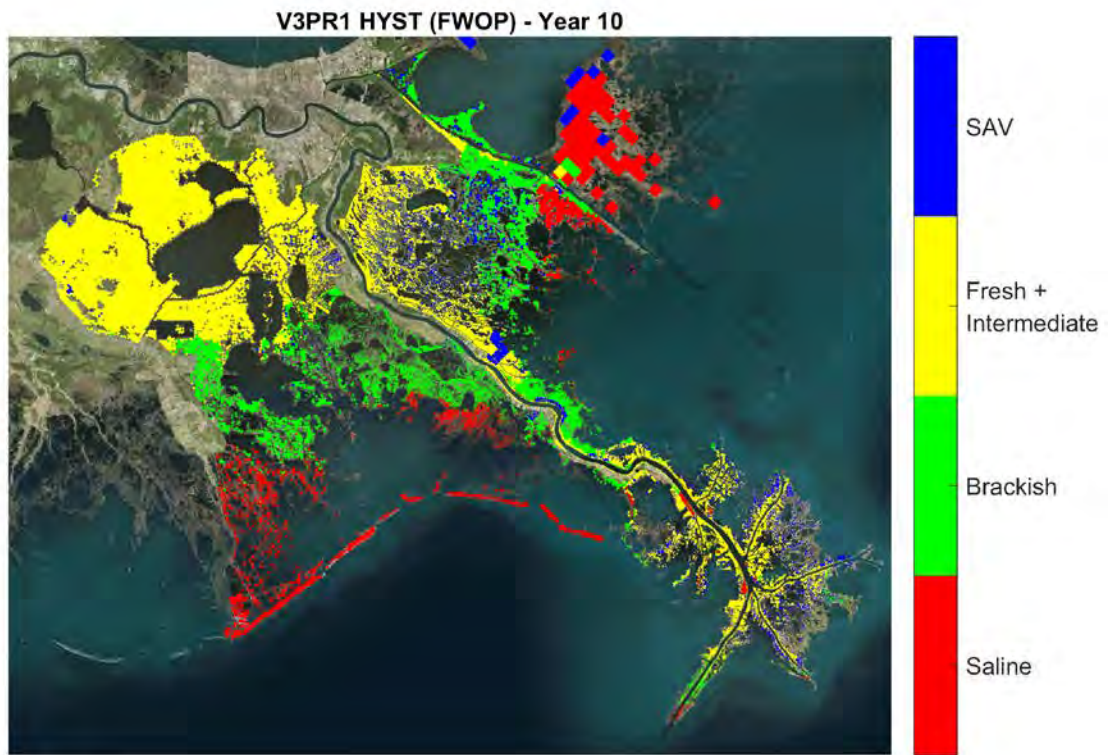 V3PR1 HYST (FWOP) - Year 10
SAV
Fresh +
Intermediate
Brackish
Saline